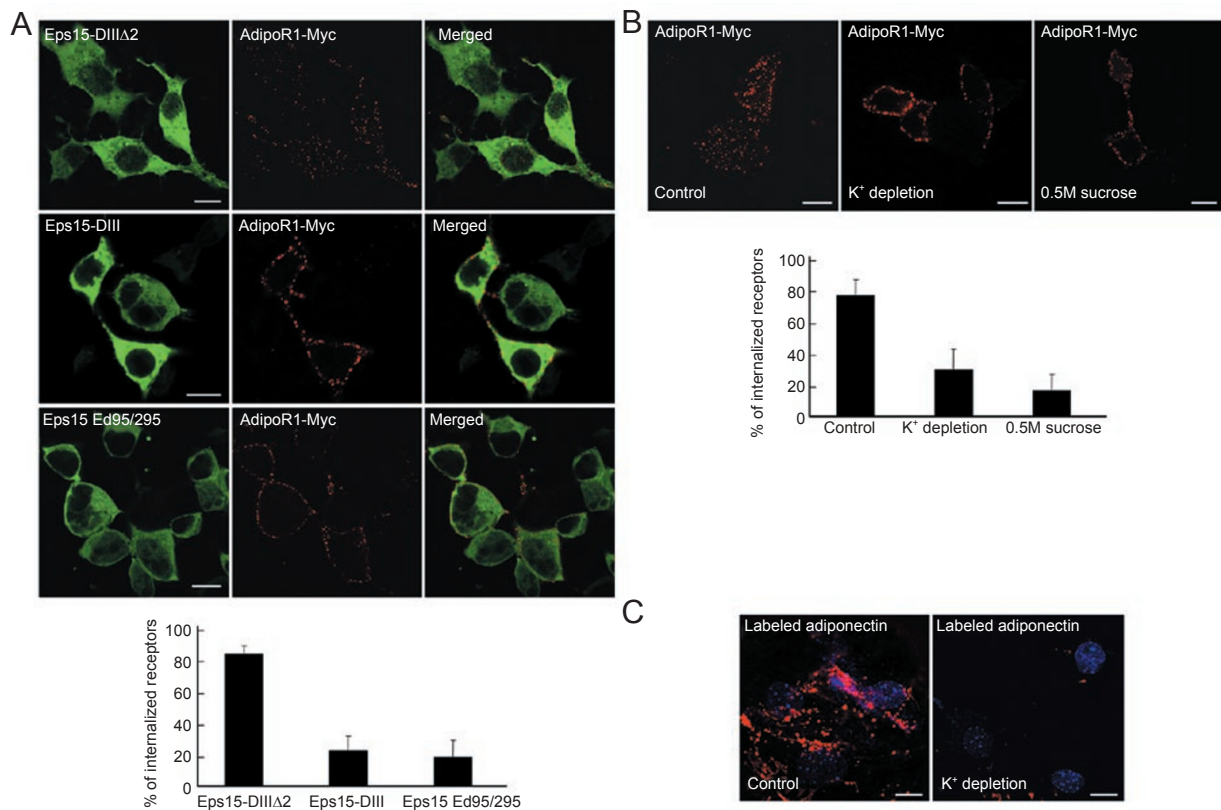 A
Eps15-DIIIΔ2 AdipoR1-Myc Merged
Eps15-DIII AdipoR1-Myc Merged
Eps15 Ed95/295 AdipoR1-Myc Merged
% of internalized receptors
100
80
60
40
20
0
Eps15-DIIIΔ2 Eps15-DIII Eps15 Ed95/295
B
AdipoR1-Myc AdipoR1-Myc AdipoR1-Myc
Control K⁺ depletion 0.5M sucrose
% of internalized receptors
100
80
60
40
20
0
Control K⁺ depletion 0.5M sucrose
C
Labeled adiponectin Labeled adiponectin
Control K⁺ depletion